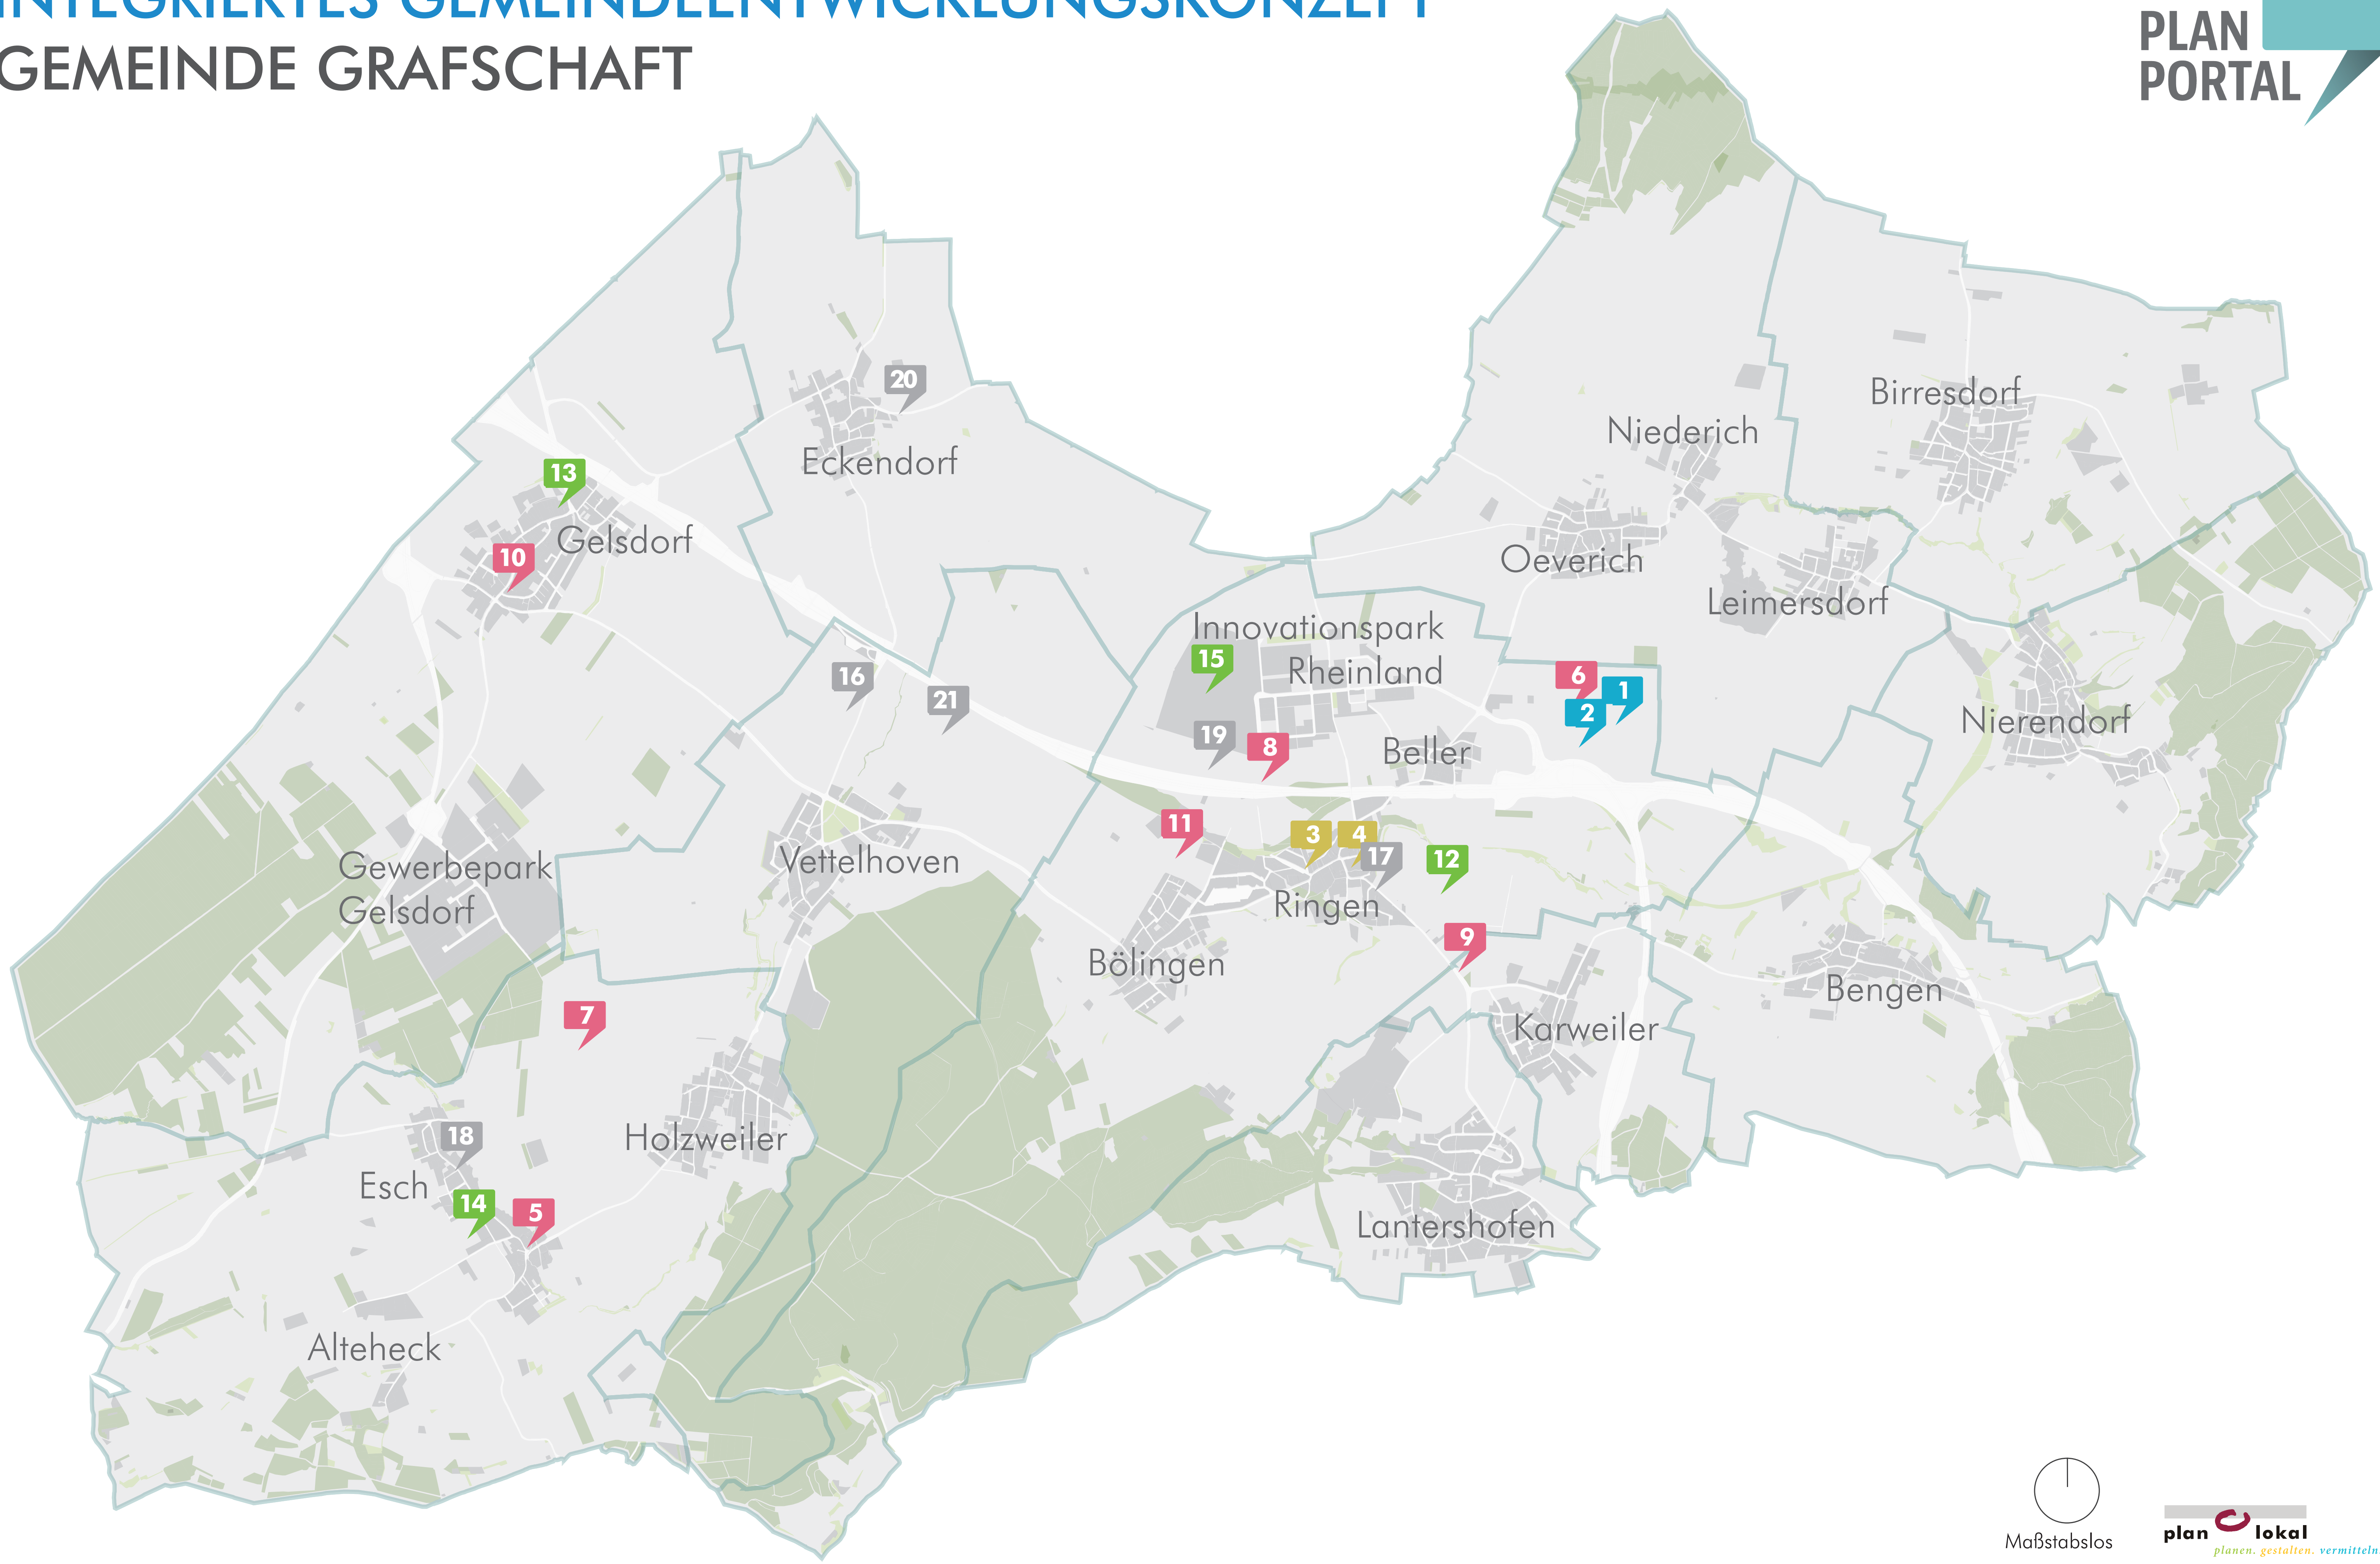 INTEGRIERTES GEMEINDEENTWICKLUNGSKONZEPT
GEMEINDE GRAFSCHAFT
PLAN
PORTAL
20
Eckendorf
Birresdorf
Niederich
13
Gelsdorf
10
Oeverich
Leimersdorf
Innovationspark
Rheinland
15
16
21
6
1
2
19
8
Beller
Nierendorf
11
3
4
17
12
Vettelhoven
Gewerbepark
Gelsdorf
Ringen
9
Bölingen
Bengen
7
Karweiler
18
Holzweiler
Esch
14
5
Lantershofen
Alteheck
Maßstabslos
plan lokal
planen. gestalten. vermitteln.